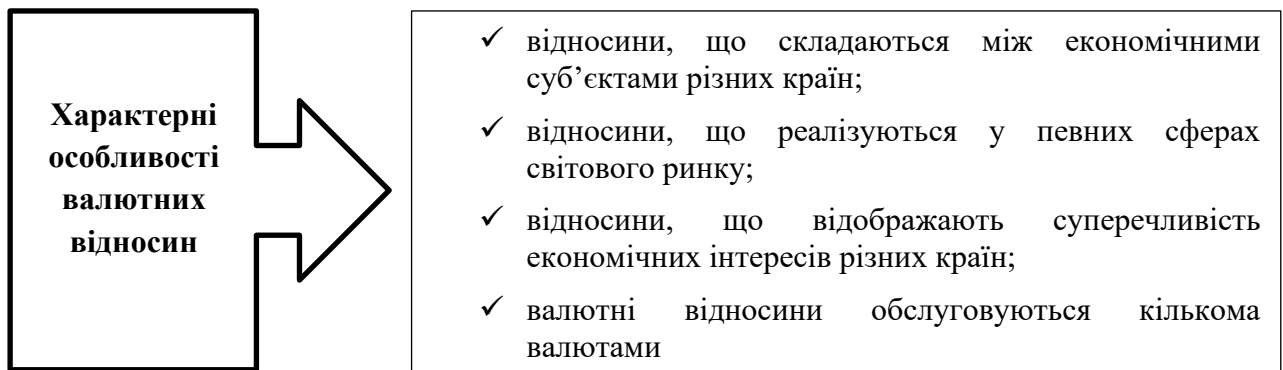 Характерні
особливості
валютних
відносин
✓ відносини, що складаються між економічними
суб’єктами різних країн;
✓ відносини, що реалізуються у певних сферах
світового ринку;
✓ відносини, що відображають суперечливість
економічних інтересів різних країн;
✓ валютні відносини обслуговуються кількома
валютами